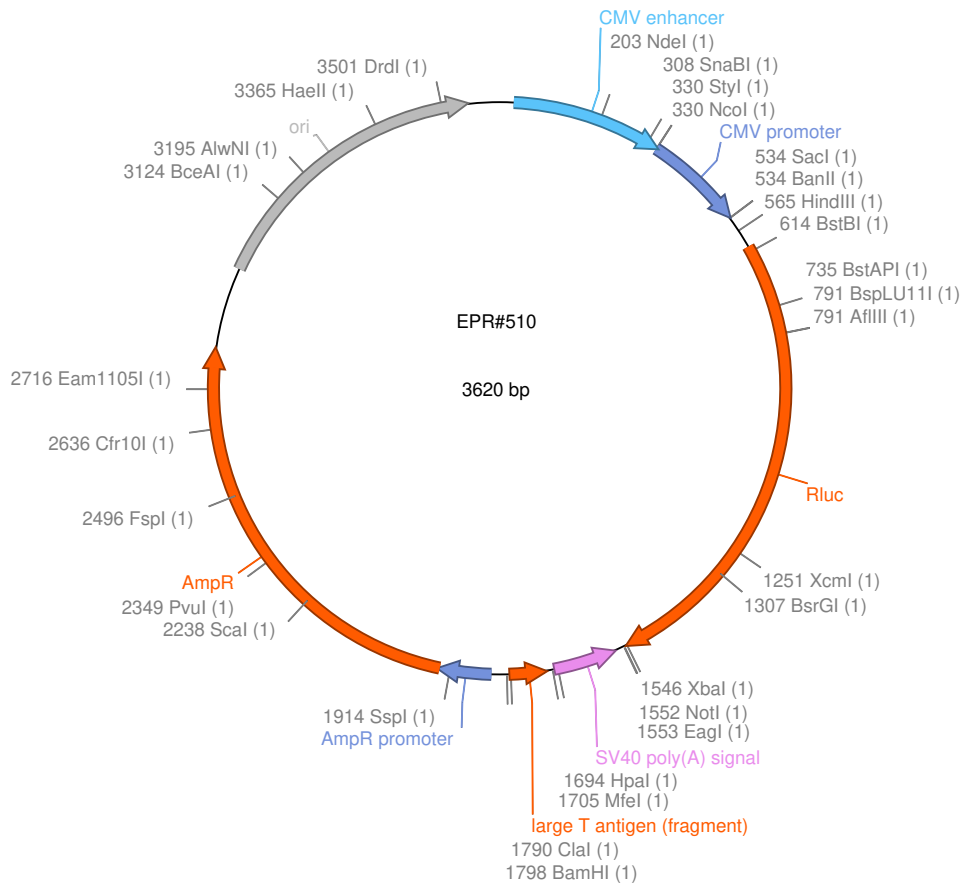 CMV enhancer
203 NdeI (1)
308 SnaBI (1)
330 StyI (1)
330 NcoI (1)
CMV promoter
534 SacI (1)
534 BanII (1)
565 HindIII (1)
614 BstBI (1)
735 BstAPI (1)
791 BspLU11I (1)
791 AflIII (1)
Rluc
1251 XcmI (1)
1307 BsrGI (1)
1546 XbaI (1)
1552 NotI (1)
1553 EagI (1)
SV40 poly(A) signal
1694 HpaI (1)
1705 MfeI (1)
large T antigen (fragment)
1790 ClaI (1)
1798 BamHI (1)
1914 SspI (1)
AmpR promoter
2238 ScaI (1)
2349 PvuI (1)
AmpR
2496 FspI (1)
2636 Cfr10I (1)
2716 Eam1105I (1)
3124 BceAI (1)
3195 AlwNI (1)
ori
3365 HaeII (1)
3501 DrdI (1)
EPR#510
3620 bp